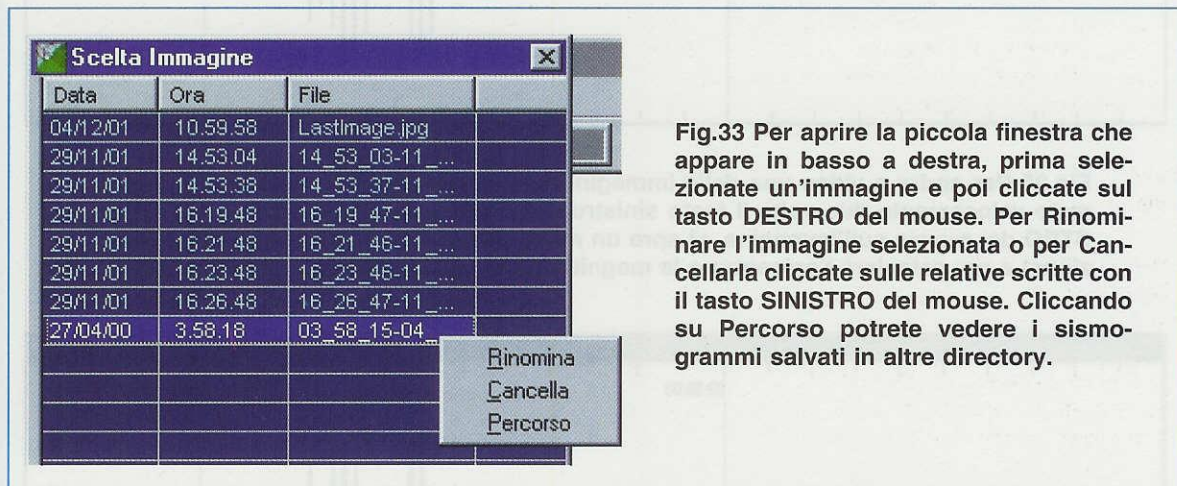 Scelta Immagine
Data Ora File
04/12/01 10.59.58 LastImage.jpg
29/11/01 14.53.04 14_53_03-11_...
29/11/01 14.53.38 14_53_37-11_...
29/11/01 16.19.48 16_19_47-11_...
29/11/01 16.21.48 16_21_46-11_...
29/11/01 16.23.48 16_23_46-11_...
29/11/01 16.26.48 16_26_47-11_...
27/04/00 3.58.18 03_58_15-04_
Rinomina
Cancella
Percorso
Fig.33 Per aprire la piccola finestra che
appare in basso a destra, prima sele-
zionate un'immagine e poi cliccate sul
tasto DESTRO del mouse. Per Rinomi-
nare l'immagine selezionata o per Can-
cellarla cliccate sulle relative scritte con
il tasto SINISTRO del mouse. Cliccando
su Percorso potrete vedere i sismo-
grammi salvati in altre directory.